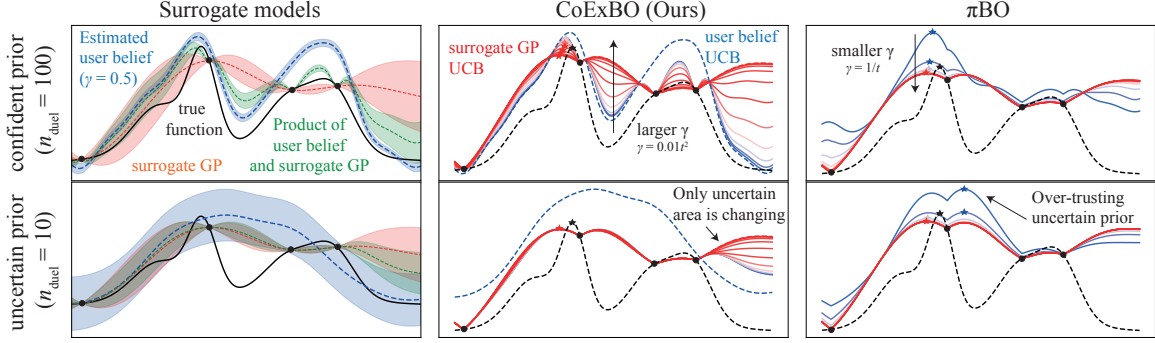 Surrogate models
CoExBO (Ours)
πBO
confident prior
(n_duel = 100)
Estimated
user belief
(γ = 0.5)
true
function
surrogate GP
Product of
user belief
and surrogate GP
surrogate GP
UCB
user belief
UCB
larger γ
γ = 0.01t²
smaller γ
γ = 1/t
uncertain prior
(n_duel = 10)
Only uncertain
area is changing
Over-trusting
uncertain prior